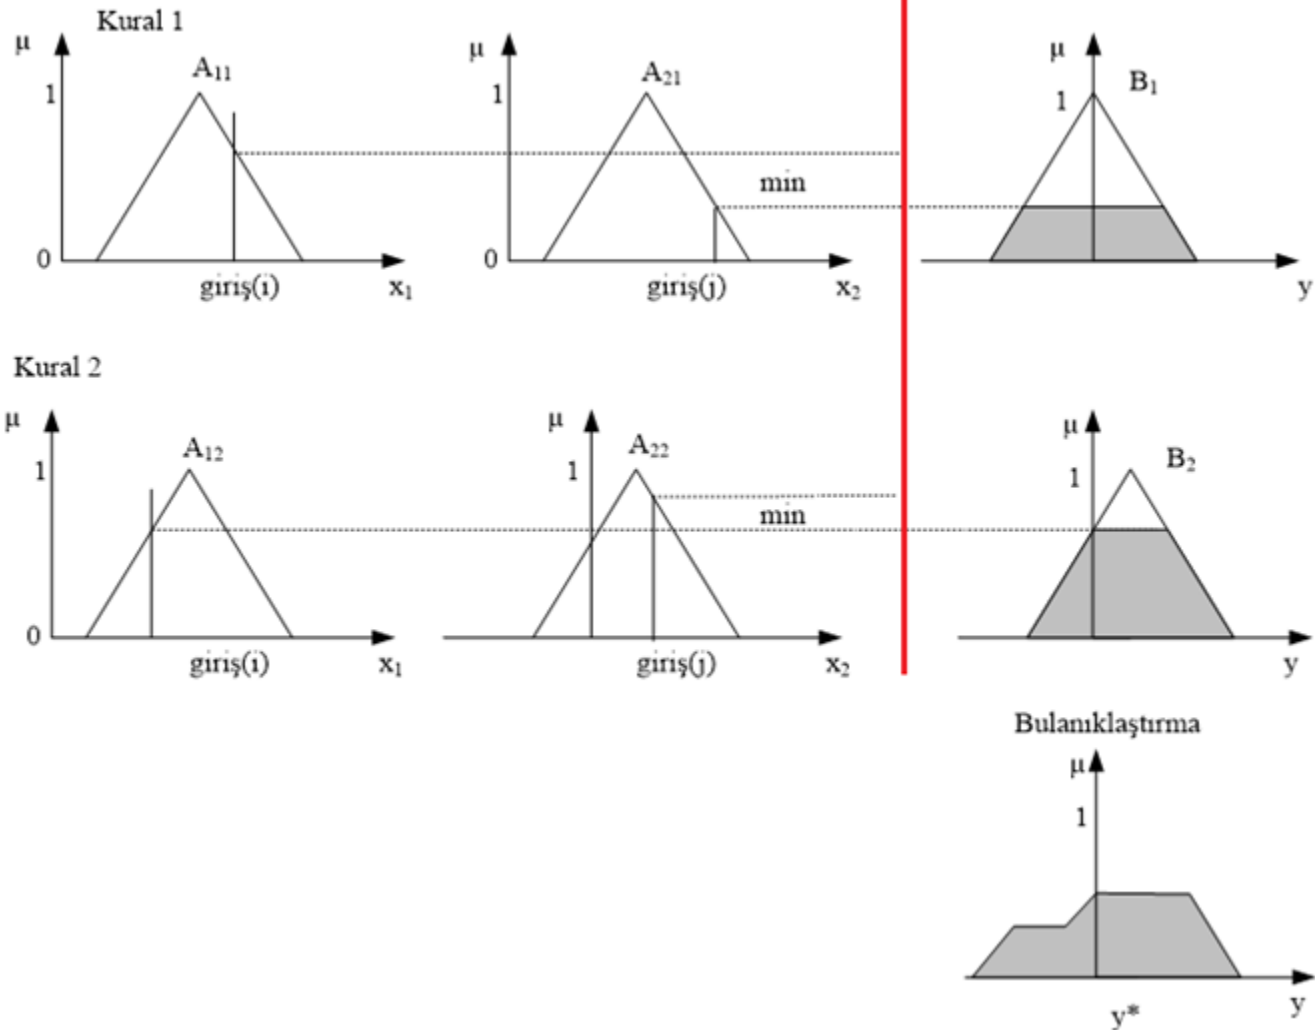 Kural 1
μ
A₁₁
1
0
giriş(i)
x₁
μ
A₂₁
1
min
0
giriş(j)
x₂
μ
B₁
1
y
Kural 2
μ
A₁₂
1
0
giriş(i)
x₁
μ
A₂₂
1
min
giriş(j)
x₂
μ
B₂
1
y
Bulanıklaştırma
μ
1
y*
y